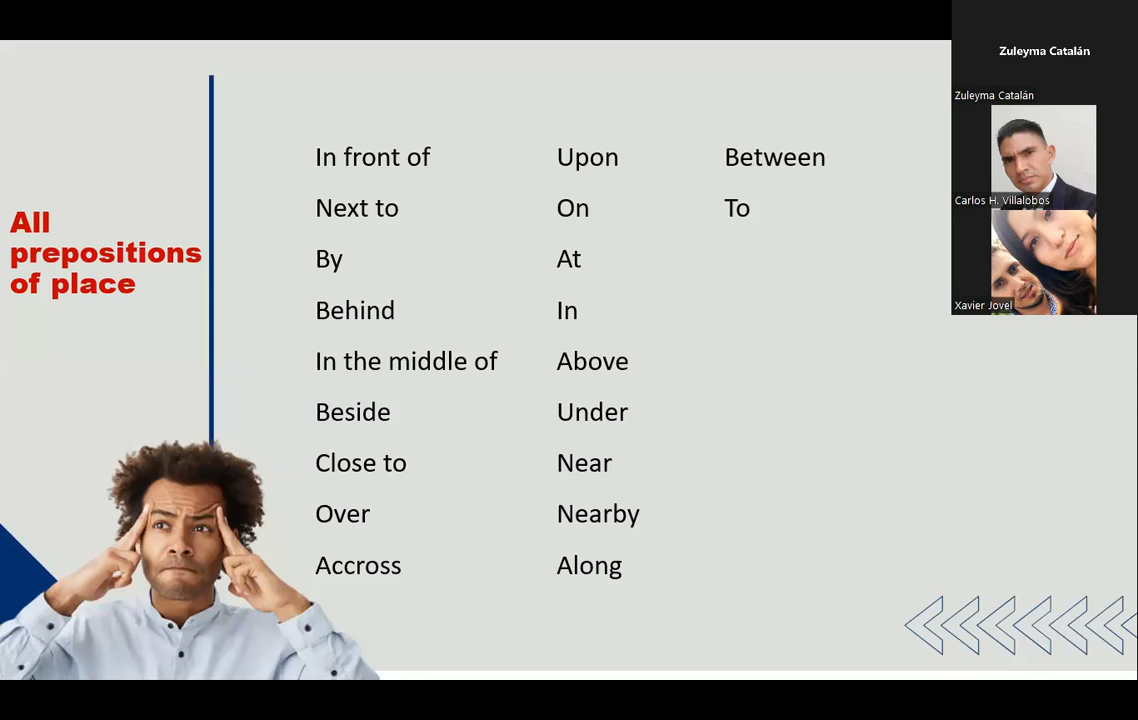 All
prepositions
of place
In front of
Next to
By
Behind
In the middle of
Beside
Close to
Over
Accross
Upon
On
At
In
Above
Under
Near
Nearby
Along
Between
To
Zuleyma Catalán
Zuleyma Catalán
Carlos H. Villalobos
Xavier Jovel